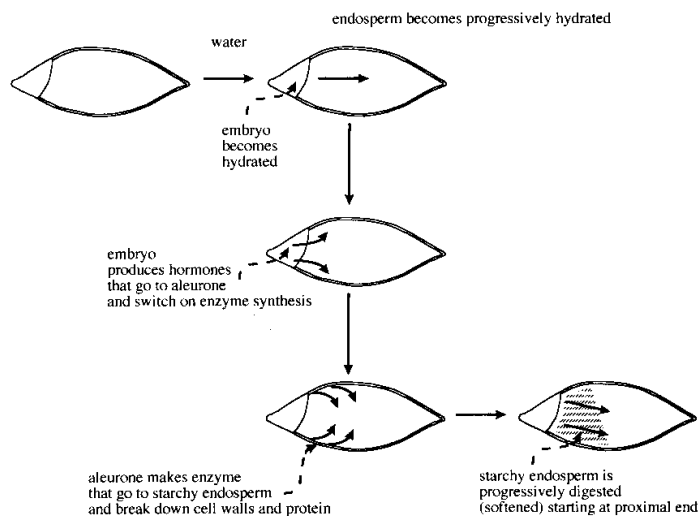 endosperm becomes progressively hydrated
water
embryo
becomes
hydrated
embryo
produces hormones
that go to aleurone
and switch on enzyme synthesis
aleurone makes enzyme
that go to starchy endosperm
and break down cell walls and protein
starchy endosperm is
progressively digested
(softened) starting at proximal end